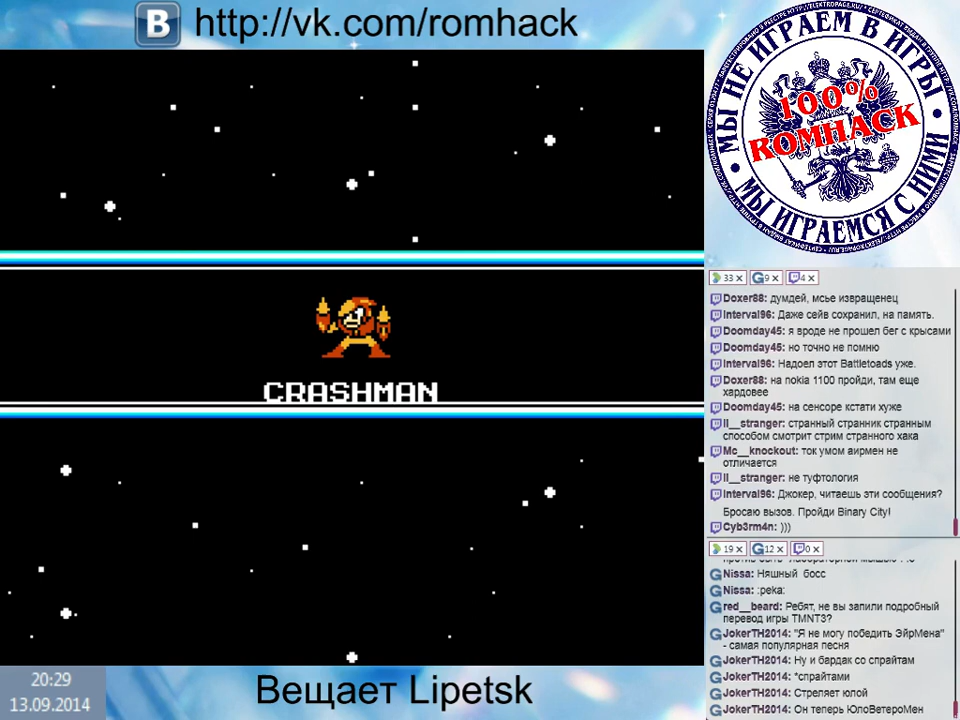 B http://vk.com/romhack
МЫ НЕ ИГРАЕМ В ИГРЫ
100%
ROMHACK
МЫ ИГРАЕМСЯ С НИМИ
CRASHMAN
33 x G9 x 4 x
Doxer88: думдей, мсье извращенец
Interval96: Даже сейв сохранил, на память.
Doomday45: я вроде не прошел бег с крысами
Doomday45: но точно не помню
Interval96: Надоел этот Battletoads уже.
Doxer88: на nokia 1100 пройди, там еще
хардовее
Doomday45: на сенсоре кстати хуже
Il__stranger: странный странник странным
способом смотрит стрим странного хака
Mc__knockout: ток умом аирмен не
отличается
Il__stranger: не туфтология
Interval96: Джокер, читаешь эти сообщения?
Бросаю вызов. Пройди Binary City!
Cyb3rm4n: )))
19 x G12 x 0 x
Nissa: Няшный босс
Nissa: :peka:
red__beard: Ребят, не вы запили подробный
перевод игры TMNT3?
JokerTH2014: "Я не могу победить ЭйрМена"
- самая популярная песня
JokerTH2014: Ну и бардак со спрайтам
JokerTH2014: *спрайтами
JokerTH2014: Стреляет юлой
JokerTH2014: Он теперь ЮлоВетероМен
20:29
13.09.2014
Вещает Lipetsk